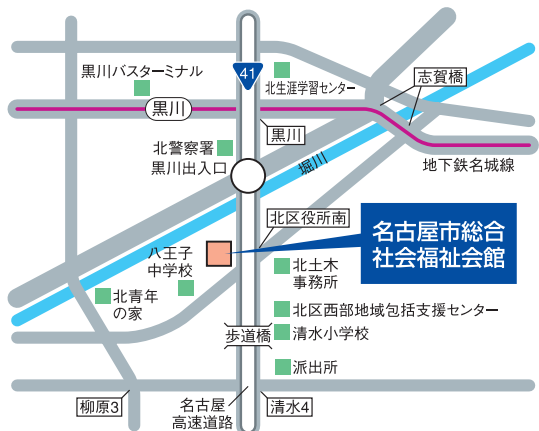 41
黒川バスターミナル
北生涯学習センター
志賀橋
黒川
黒川
北警察署
黒川出入口
堀川
地下鉄名城線
北区役所南
名古屋市総合
社会福祉会館
八王子
中学校
北土木
事務所
北青年
の家
北区西部地域包括支援センター
歩道橋
清水小学校
派出所
柳原3
名古屋
高速道路
清水4